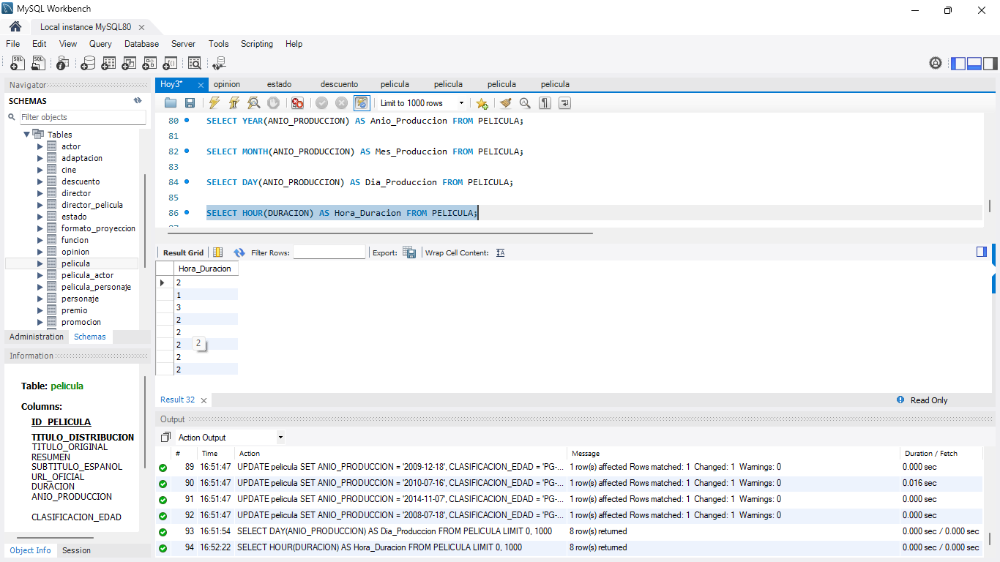 MySQL Workbench
Local instance MySQL80
File Edit View Query Database Server Tools Scripting Help
Navigator
SCHEMAS
Filter objects
Tables
actor
adaptacion
cine
descuento
director
director_pelicula
estado
formato_proyeccion
funcion
opinion
pelicula
pelicula_actor
pelicula_personaje
personaje
premio
promocion
Administration Schemas
Information
Table: pelicula
Columns:
ID_PELICULA
TITULO_DISTRIBUCION
TITULO_ORIGINAL
RESUMEN
SUBTITULO_ESPANOL
URL_OFICIAL
DURACION
ANIO_PRODUCCION
CLASIFICACION_EDAD
Object Info Session
Hoy3* opinion estado descuento pelicula pelicula pelicula pelicula
Limit to 1000 rows
80 SELECT YEAR(ANIO_PRODUCCION) AS Anio_Produccion FROM PELICULA;
81
82 SELECT MONTH(ANIO_PRODUCCION) AS Mes_Produccion FROM PELICULA;
83
84 SELECT DAY(ANIO_PRODUCCION) AS Dia_Produccion FROM PELICULA;
85
86 SELECT HOUR(DURACION) AS Hora_Duracion FROM PELICULA;
Result Grid Filter Rows: Export: Wrap Cell Content:
Hora_Duracion
2
1
3
2
2
2 2
2
2
Result 32 Read Only
Output
Action Output
# Time Action Message Duration / Fetch
89 16:51:47 UPDATE pelicula SET ANIO_PRODUCCION = '2009-12-18', CLASIFICACION_EDAD = 'PG-... 1 row(s) affected Rows matched: 1 Changed: 1 Warnings: 0 0.000 sec
90 16:51:47 UPDATE pelicula SET ANIO_PRODUCCION = '2010-07-16', CLASIFICACION_EDAD = 'PG-... 1 row(s) affected Rows matched: 1 Changed: 1 Warnings: 0 0.016 sec
91 16:51:47 UPDATE pelicula SET ANIO_PRODUCCION = '2014-11-07', CLASIFICACION_EDAD = 'PG-... 1 row(s) affected Rows matched: 1 Changed: 1 Warnings: 0 0.000 sec
92 16:51:47 UPDATE pelicula SET ANIO_PRODUCCION = '2008-07-18', CLASIFICACION_EDAD = 'PG-... 1 row(s) affected Rows matched: 1 Changed: 1 Warnings: 0 0.000 sec
93 16:51:54 SELECT DAY(ANIO_PRODUCCION) AS Dia_Produccion FROM PELICULA LIMIT 0, 1000 8 row(s) returned 0.000 sec / 0.000 sec
94 16:52:22 SELECT HOUR(DURACION) AS Hora_Duracion FROM PELICULA LIMIT 0, 1000 8 row(s) returned 0.000 sec / 0.000 sec